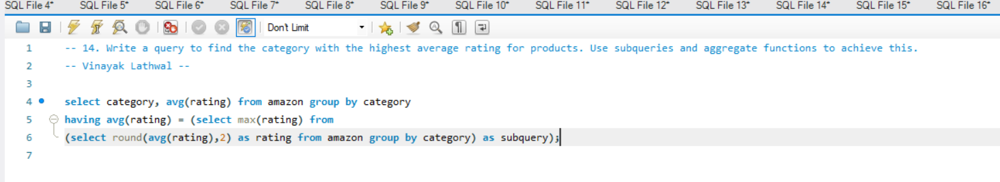 SQL File 4* SQL File 5* SQL File 6* SQL File 7* SQL File 8* SQL File 9* SQL File 10* SQL File 11* SQL File 12* SQL File 13* SQL File 14* SQL File 15* SQL File 16*
Don't Limit
1 -- 14. Write a query to find the category with the highest average rating for products. Use subqueries and aggregate functions to achieve this.
2 -- Vinayak Lathwal --
3
4 select category, avg(rating) from amazon group by category
5 having avg(rating) = (select max(rating) from
6 (select round(avg(rating),2) as rating from amazon group by category) as subquery);
7